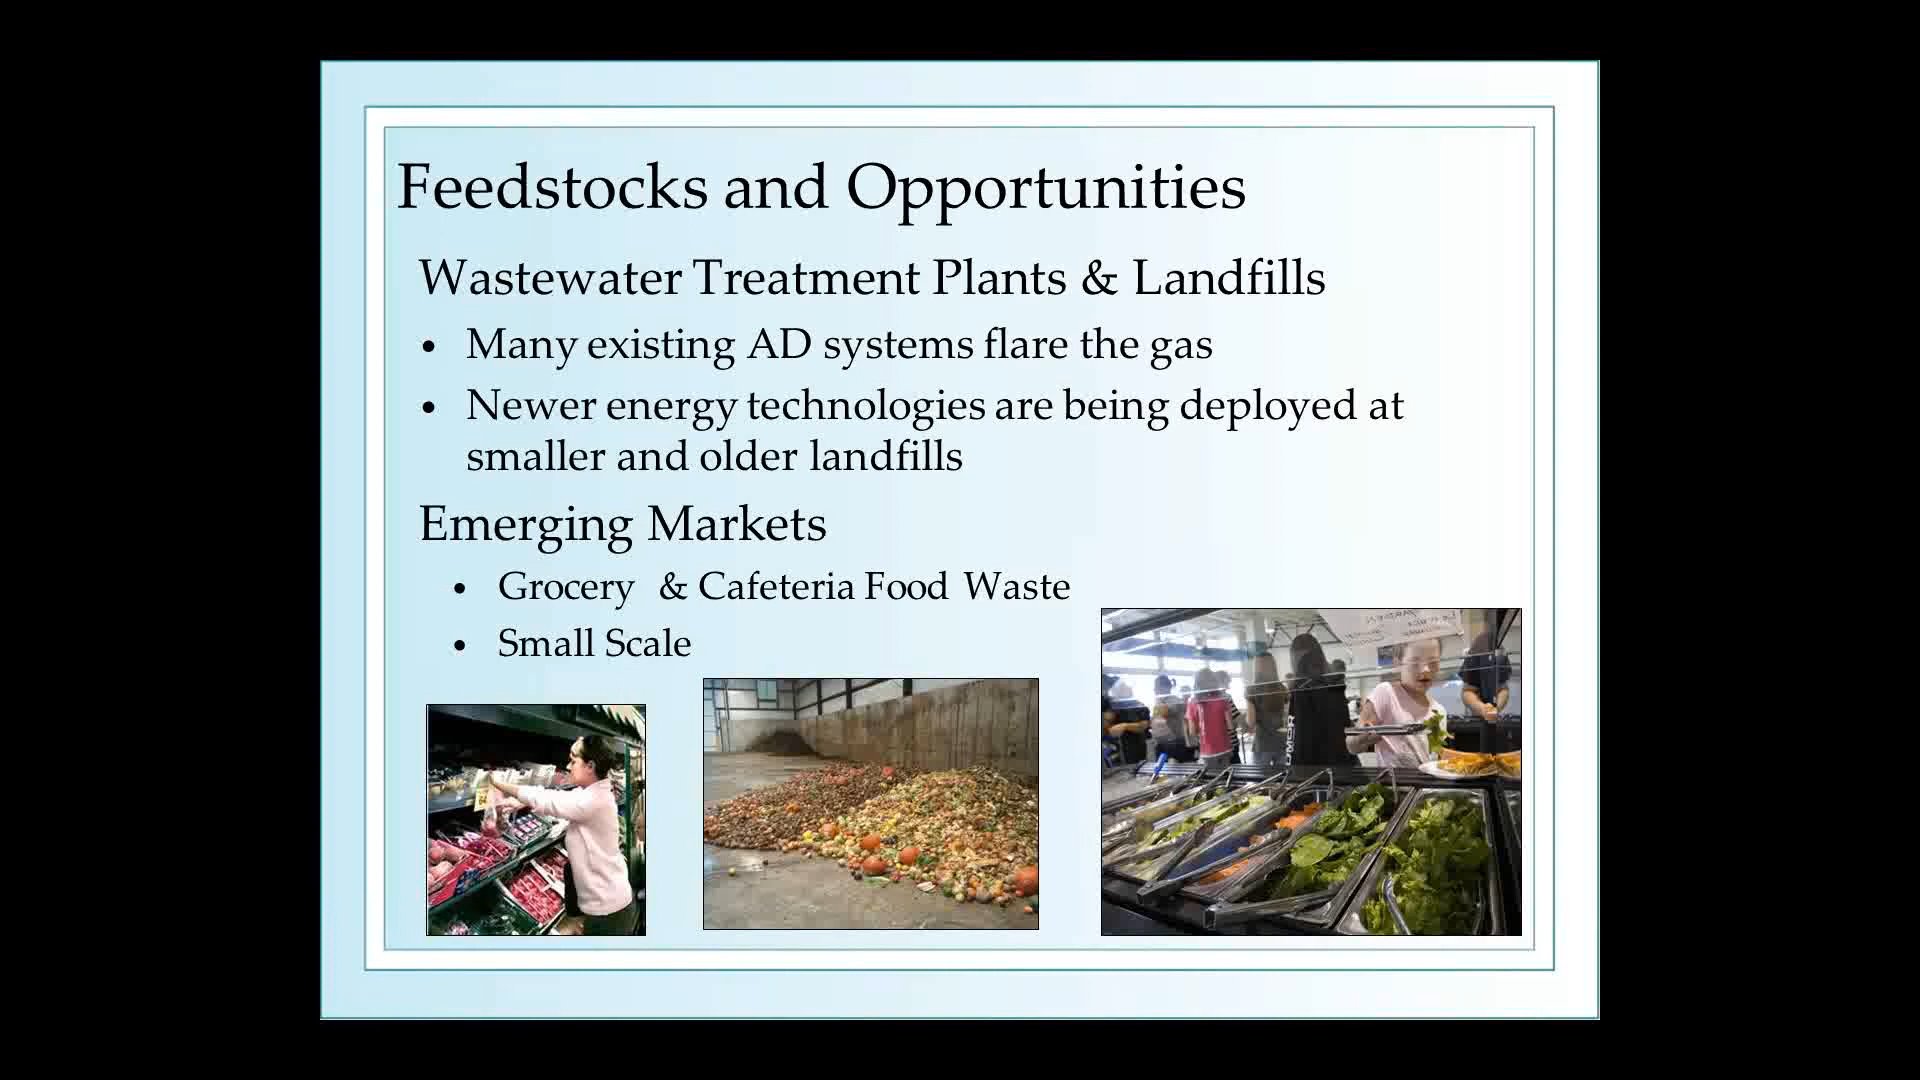 Feedstocks and Opportunities
Wastewater Treatment Plants & Landfills
• Many existing AD systems flare the gas
• Newer energy technologies are being deployed at
smaller and older landfills
Emerging Markets
• Grocery & Cafeteria Food Waste
• Small Scale